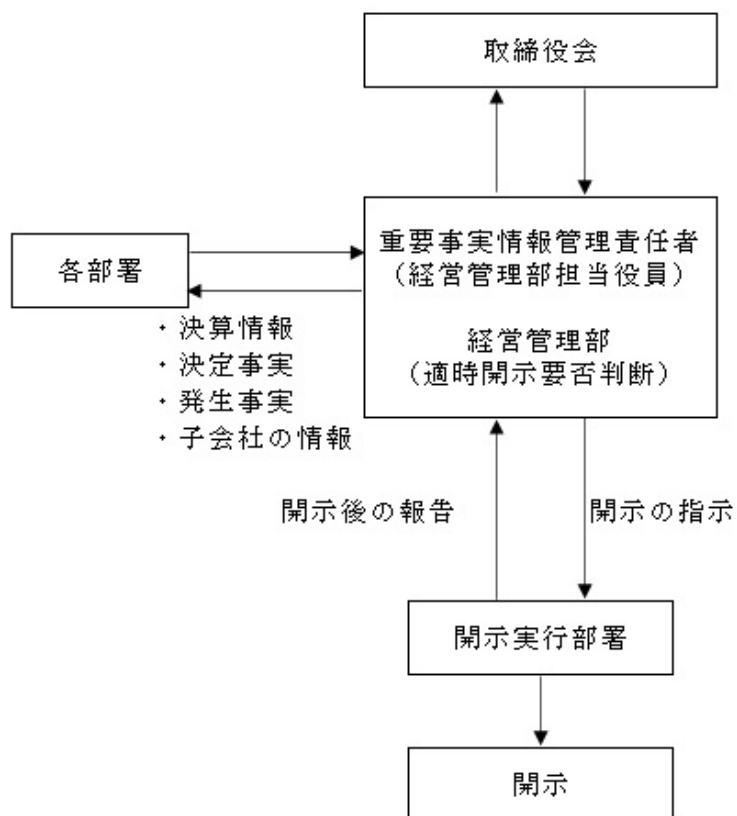 取締役会
重要事実情報管理責任者
（経営管理部担当役員）
経営管理部
（適時開示要否判断）
各部署
・決算情報
・決定事実
・発生事実
・子会社の情報
開示後の報告
開示の指示
開示実行部署
開示